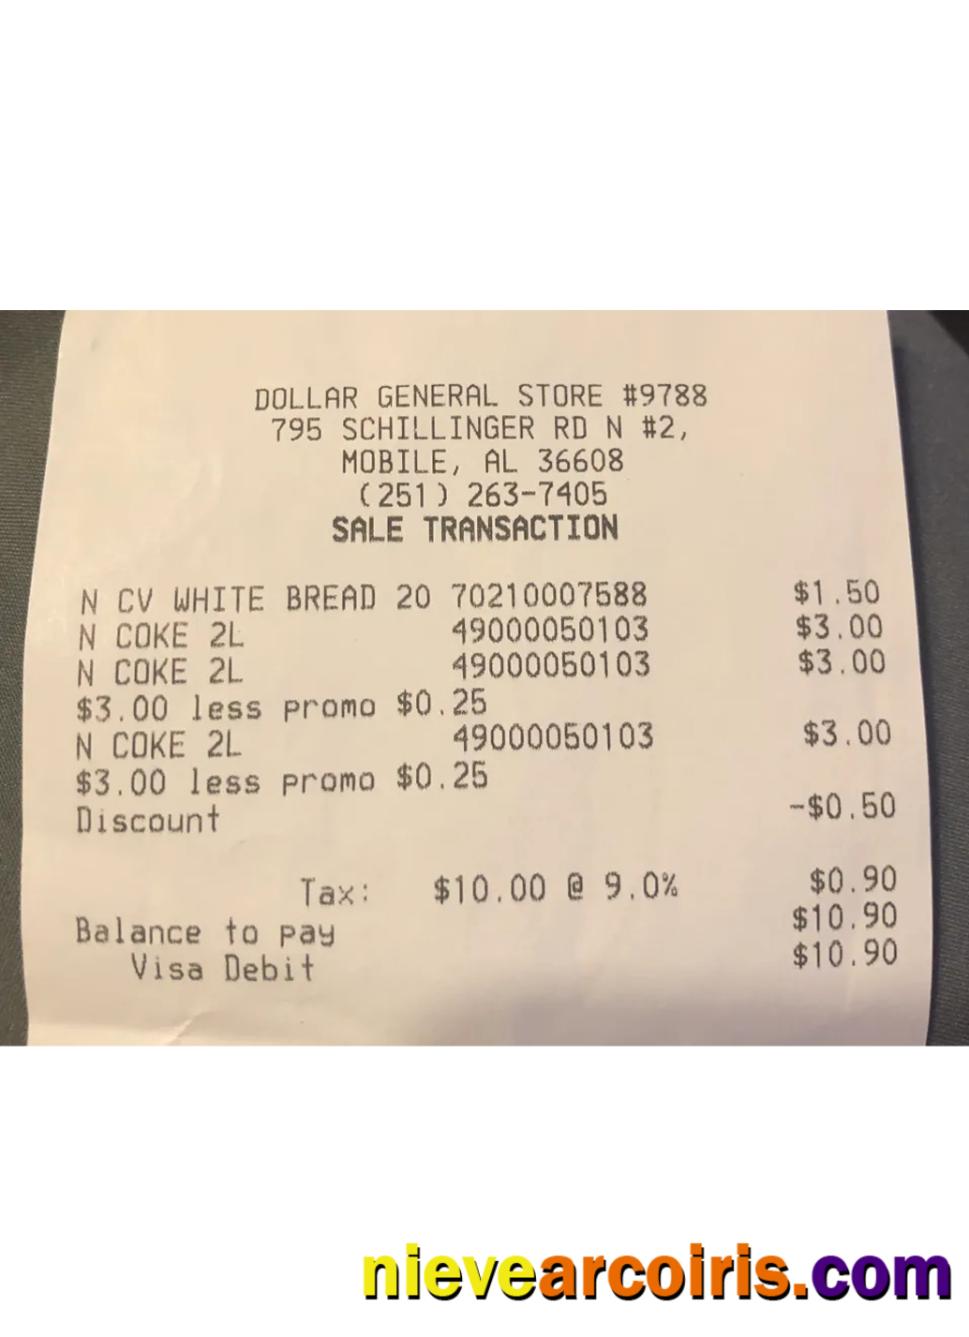 DOLLAR GENERAL STORE #9788
795 SCHILLINGER RD N #2,
MOBILE, AL 36608
(251) 263-7405
SALE TRANSACTION
N CV WHITE BREAD 20 70210007588 $1.50
N COKE 2L 49000050103 $3.00
N COKE 2L 49000050103 $3.00
$3.00 less promo $0.25
N COKE 2L 49000050103 $3.00
$3.00 less promo $0.25
Discount -$0.50
Tax: $10.00 @ 9.0% $0.90
Balance to pay $10.90
Visa Debit $10.90
nievearcoiris.com